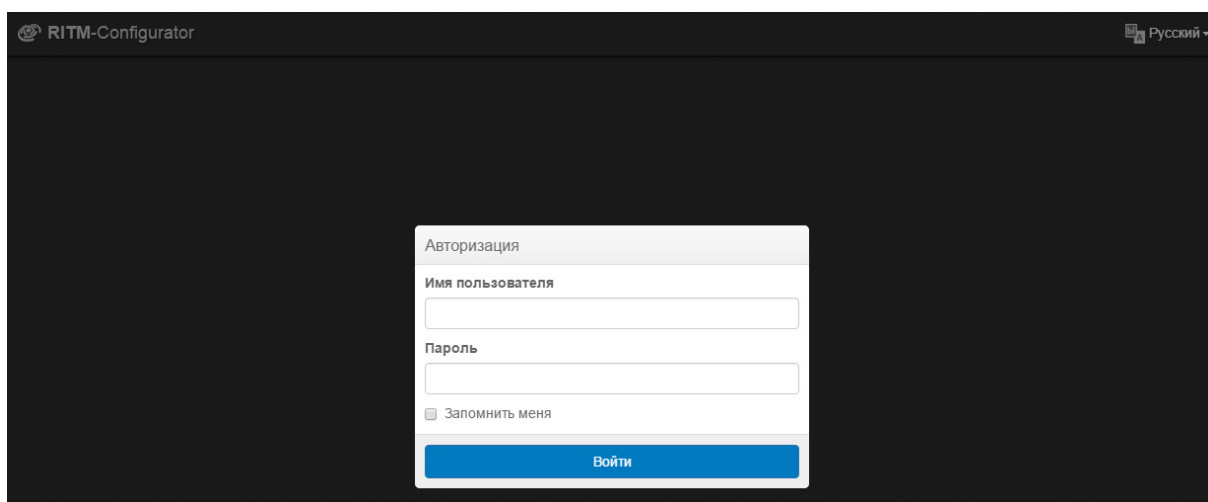 RITM-Configurator
Русский
Авторизация
Имя пользователя
Пароль
Запомнить меня
Войти